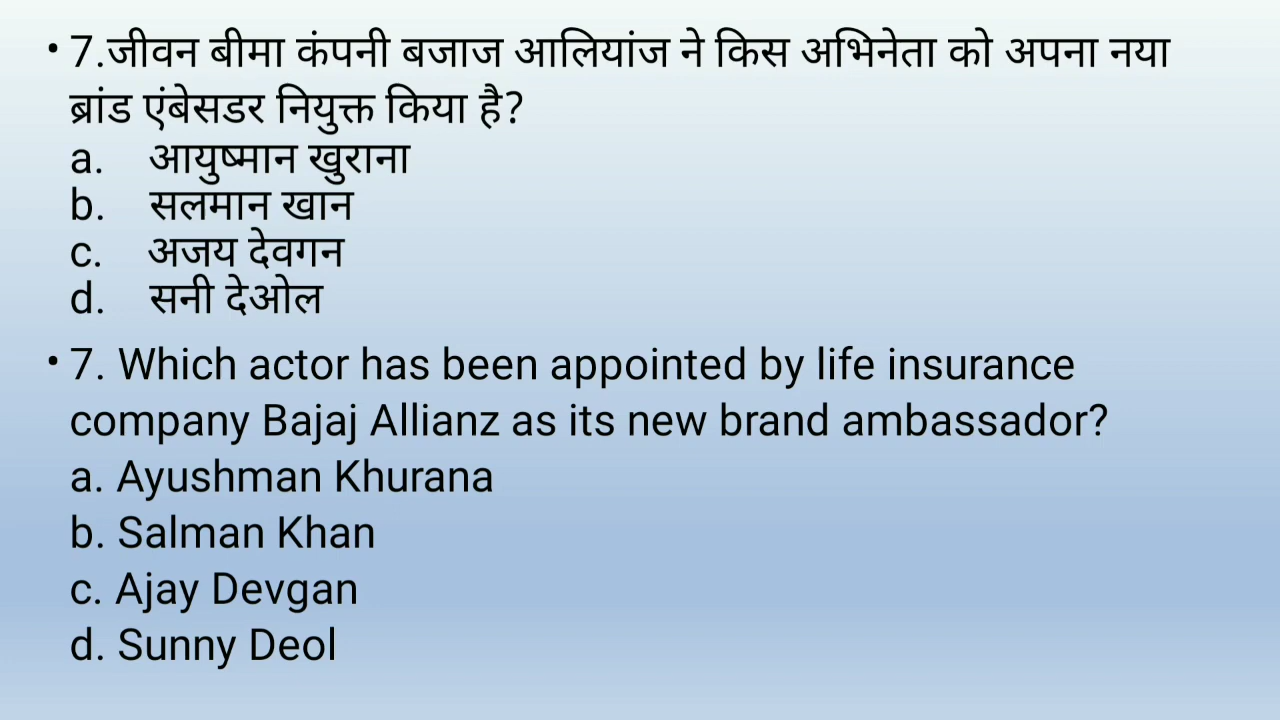 • 7.जीवन बीमा कंपनी बजाज आलियांज ने किस अभिनेता को अपना नया
ब्रांड एंबेसडर नियुक्त किया है?
a. आयुष्मान खुराना
b. सलमान खान
c. अजय देवगन
d. सनी देओल
• 7. Which actor has been appointed by life insurance
company Bajaj Allianz as its new brand ambassador?
a. Ayushman Khurana
b. Salman Khan
c. Ajay Devgan
d. Sunny Deol